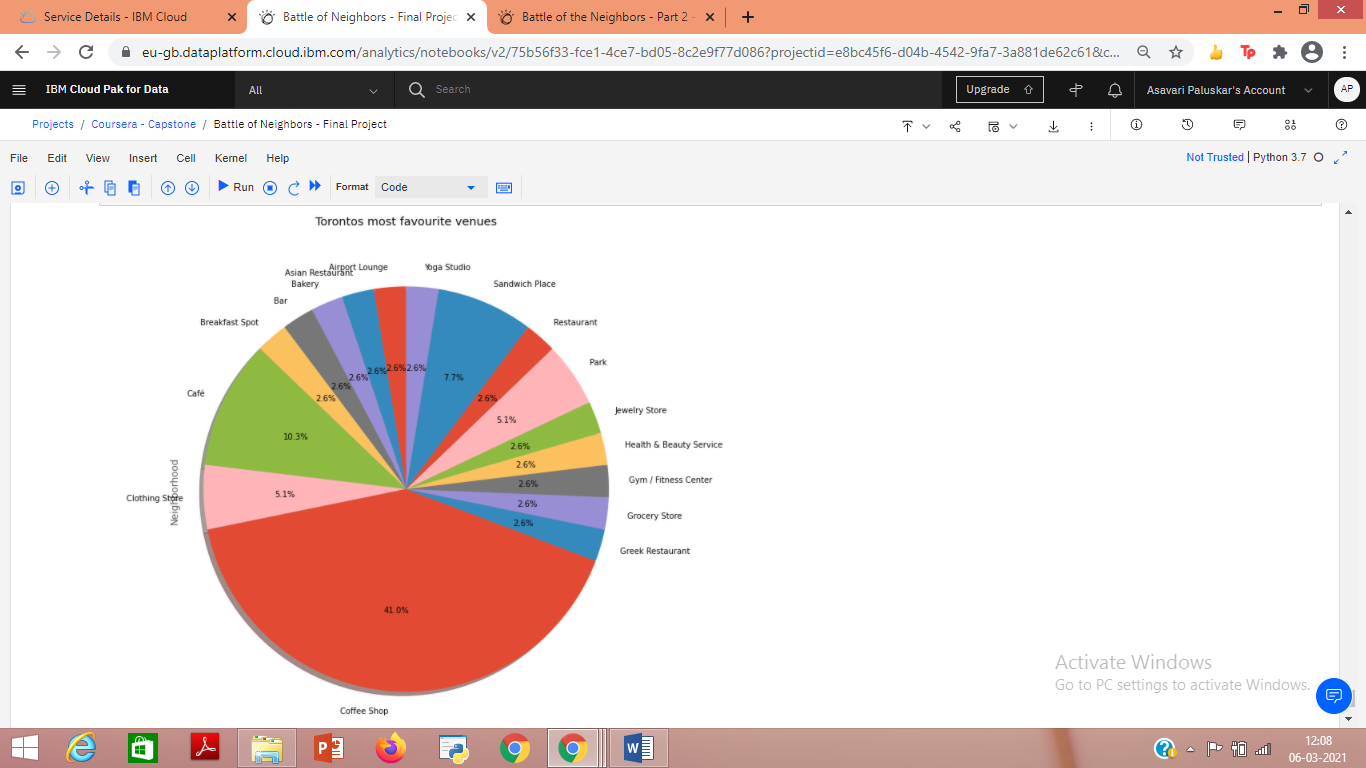 Service Details - IBM Cloud
Battle of Neighbors - Final Projec
Battle of the Neighbors - Part 2 -
eu-gb.dataplatform.cloud.ibm.com/analytics/notebooks/v2/75b56f33-fce1-4ce7-bd05-8c2e9f77d086?projectid=e8bc45f6-d04b-4542-9fa7-3a881de62c61&c...
IBM Cloud Pak for Data
All
Search
Upgrade
Asavari Paluskar's Account
AP
Projects / Coursera - Capstone / Battle of Neighbors - Final Project
File Edit View Insert Cell Kernel Help
Not Trusted | Python 3.7
Run
Format
Code
Torontos most favourite venues
Airport Lounge
Yoga Studio
Asian Restaurant
Bakery
Sandwich Place
Bar
Breakfast Spot
Restaurant
Park
Café
Jewelry Store
Health & Beauty Service
Gym / Fitness Center
Clothing Store
Neighborhood
Grocery Store
Greek Restaurant
Coffee Shop
2.6%
2.6%
2.6%
2.6%
2.6%
2.6%
7.7%
2.6%
5.1%
10.3%
2.6%
2.6%
2.6%
5.1%
2.6%
2.6%
41.0%
Activate Windows
Go to PC settings to activate Windows.
12:08
06-03-2021